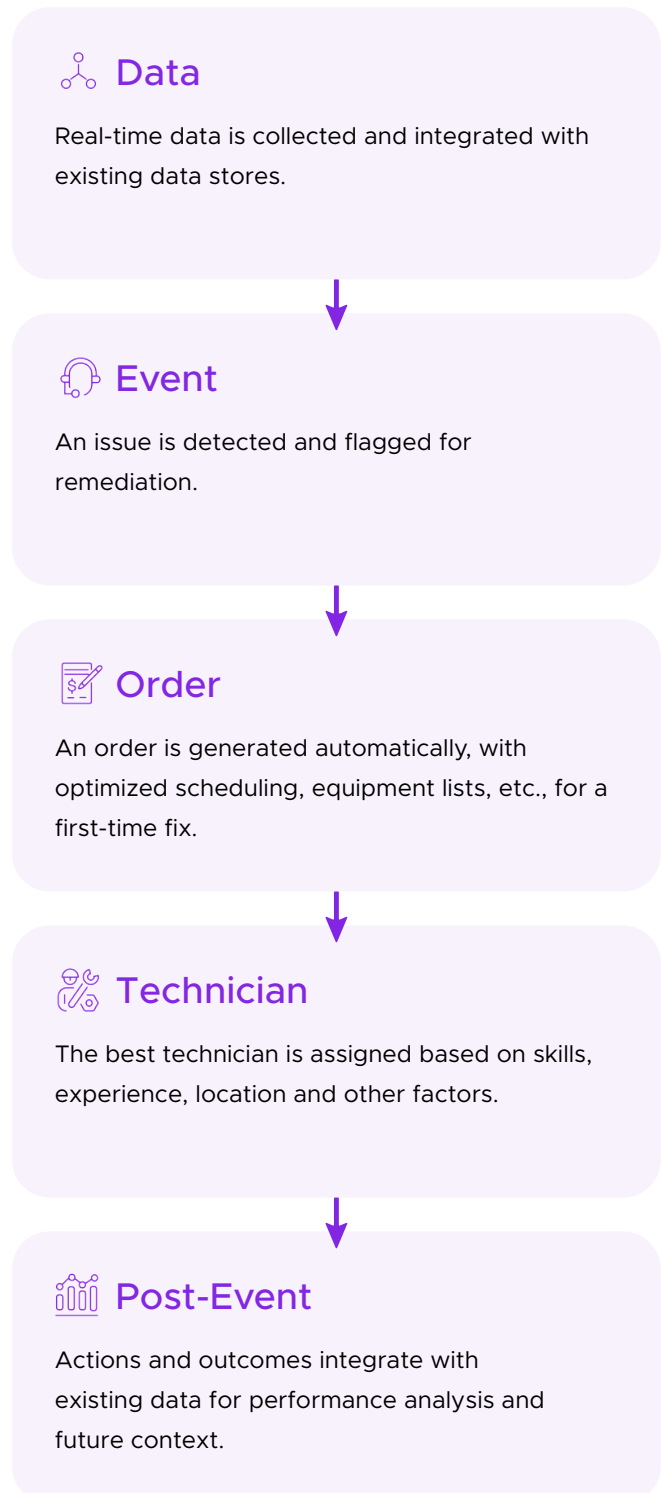 Data
Real-time data is collected and integrated with
existing data stores.
Event
An issue is detected and flagged for
remediation.
$
Order
An order is generated automatically, with
optimized scheduling, equipment lists, etc., for a
first-time fix.
Technician
The best technician is assigned based on skills,
experience, location and other factors.
Post-Event
Actions and outcomes integrate with
existing data for performance analysis and
future context.